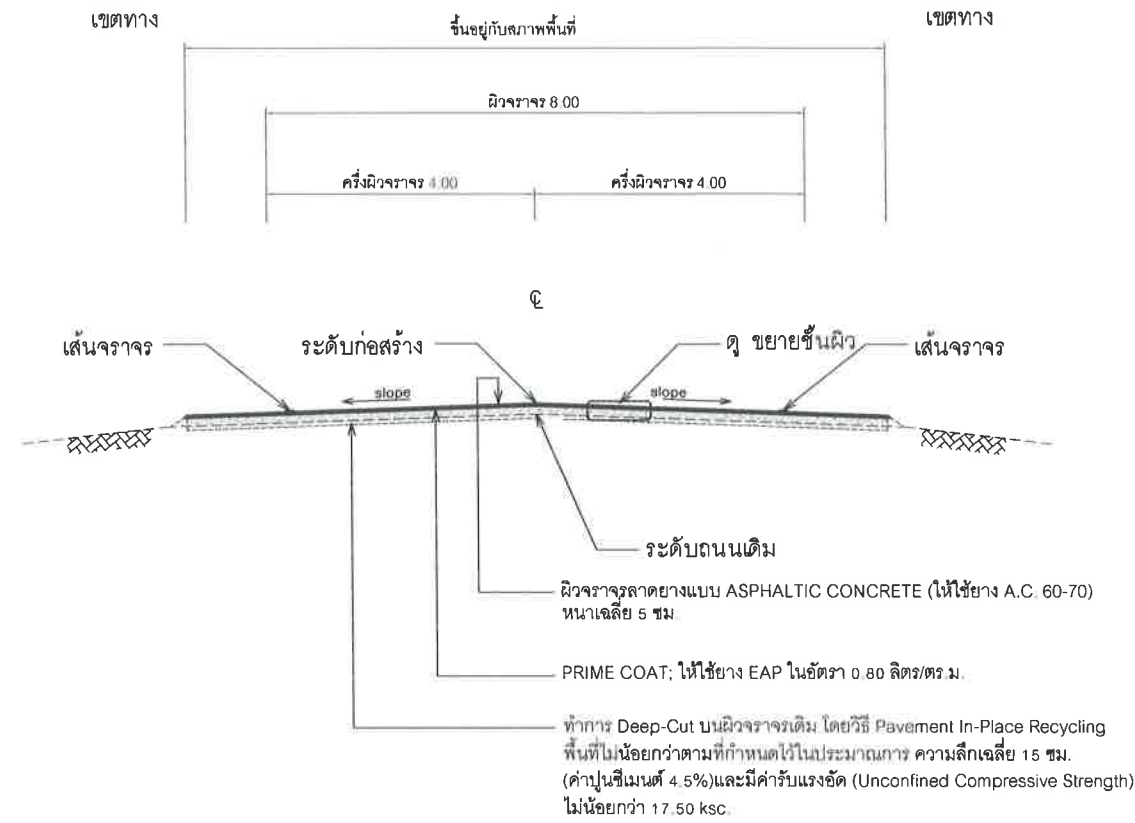 เขตทาง
ขึ้นอยู่กับสภาพพื้นที่
เขตทาง
ผิวจราจร 8.00
ครึ่งผิวจราจร 4.00
ครึ่งผิวจราจร 4.00
℄
เส้นจราจร
ระดับก่อสร้าง
ดู ขยายชั้นผิว
เส้นจราจร
slope
slope
ระดับถนนเดิม
ผิวจราจรลาดยางแบบ ASPHALTIC CONCRETE (ให้ใช้ยาง A.C. 60-70)
หนาเฉลี่ย 5 ซม.
PRIME COAT; ให้ใช้ยาง EAP ในอัตรา 0.80 ลิตร/ตร.ม.
ทำการ Deep-Cut บนผิวจราจรเดิม โดยวิธี Pavement In-Place Recycling
พื้นที่ไม่น้อยกว่าตามที่กำหนดไว้ในประมาณการ ความลึกเฉลี่ย 15 ซม.
(ค่าปูนซีเมนต์ 4.5%)และมีค่ารับแรงอัด (Unconfined Compressive Strength)
ไม่น้อยกว่า 17.50 ksc.